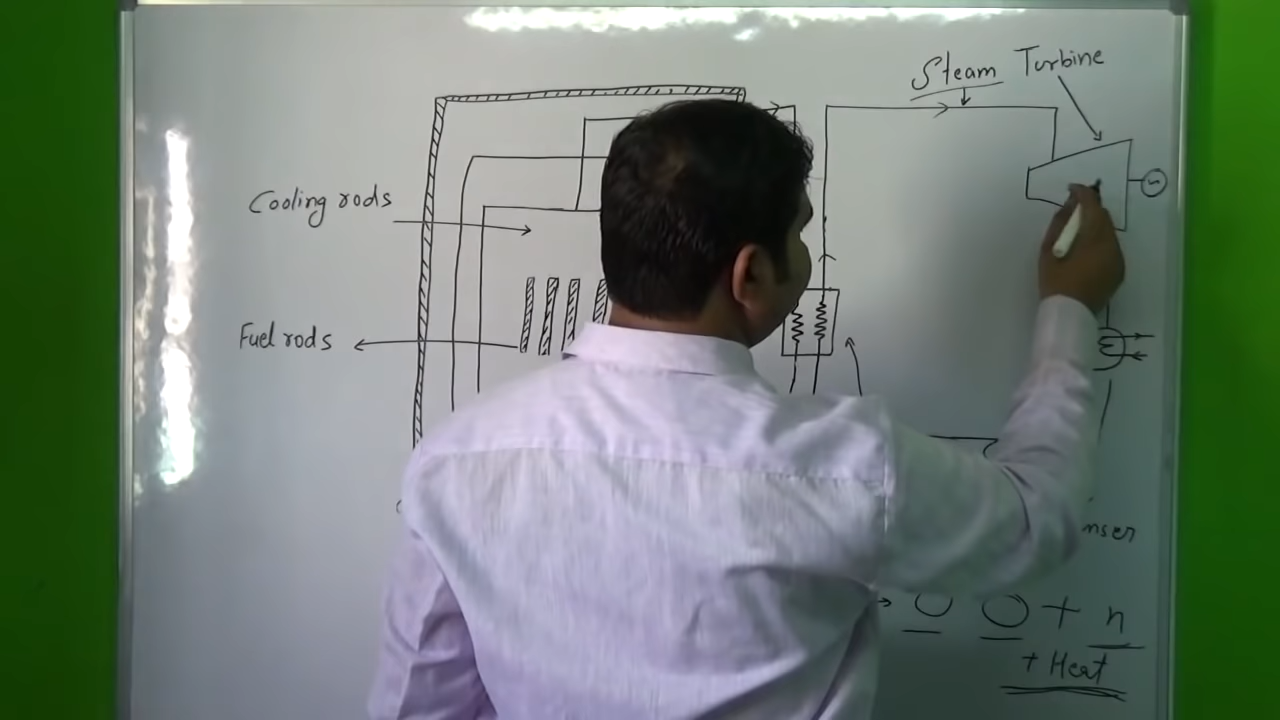 Steam Turbine
Cooling rods
Fuel rods
+ n
+ Heat